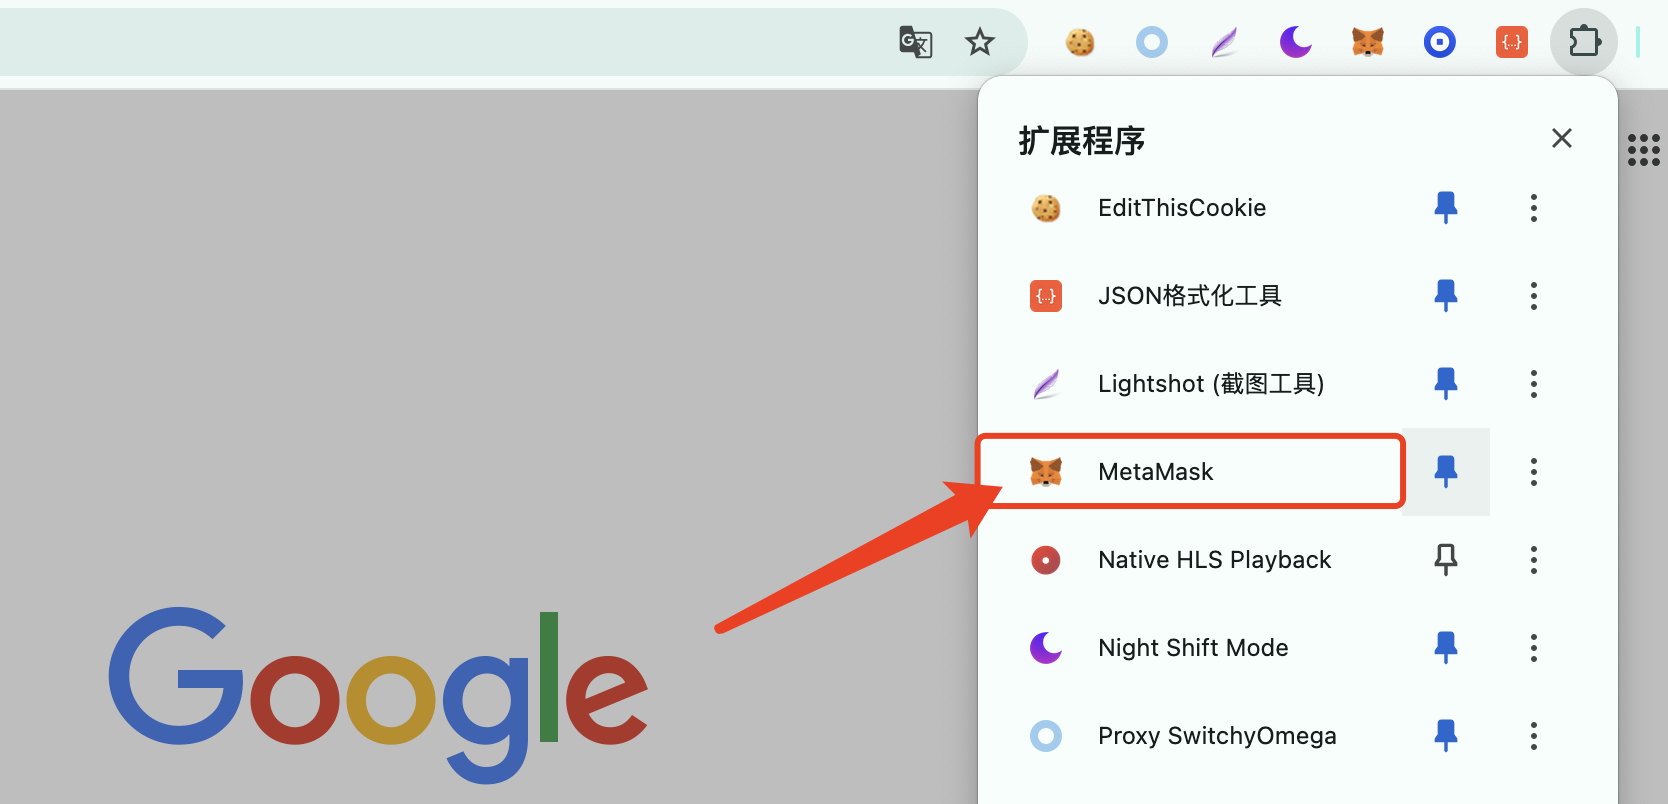 扩展程序
EditThisCookie
JSON格式化工具
Lightshot (截图工具)
MetaMask
Native HLS Playback
Night Shift Mode
Proxy SwitchyOmega
Google